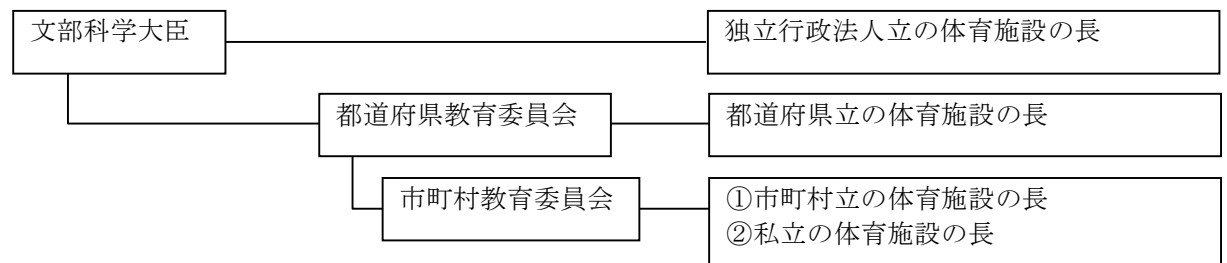 文部科学大臣
独立行政法人立の体育施設の長
都道府県教育委員会
都道府県立の体育施設の長
市町村教育委員会
①市町村立の体育施設の長
②私立の体育施設の長